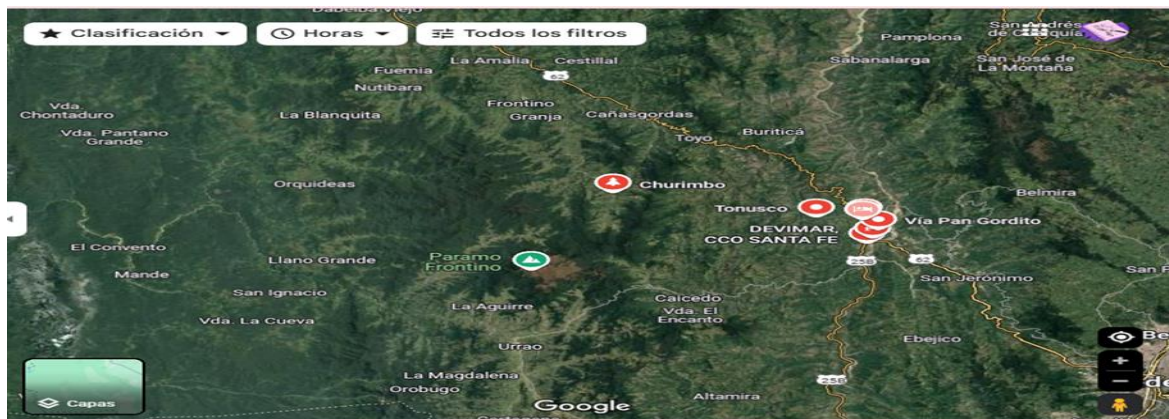 Dabeiba Viejo
Clasificación
Horas
Todos los filtros
San Andrés
Pamplona
La Amalia
Cestillal
Sabanalarga
San José de
La Montaña
Fuemia
62
Nutibara
Vda.
Chontaduro
La Blanquita
Frontino
Granja
Cañasgordas
Vda. Pantano
Grande
Toyo
Buriticá
Orquideas
Churimbo
Belmira
Tonusco
Vía Pan Gordito
DEVIMAR,
CCO SANTA FE
El Convento
Llano Grande
Paramo
Frontino
25B
62
Mande
San Jerónimo
San Ignacio
La Aguirre
Caicedo
Vda. El
Encanto
Vda. La Cueva
Urrao
Ebejico
La Magdalena
25B
Orobugo
Altamira
Capas
Google